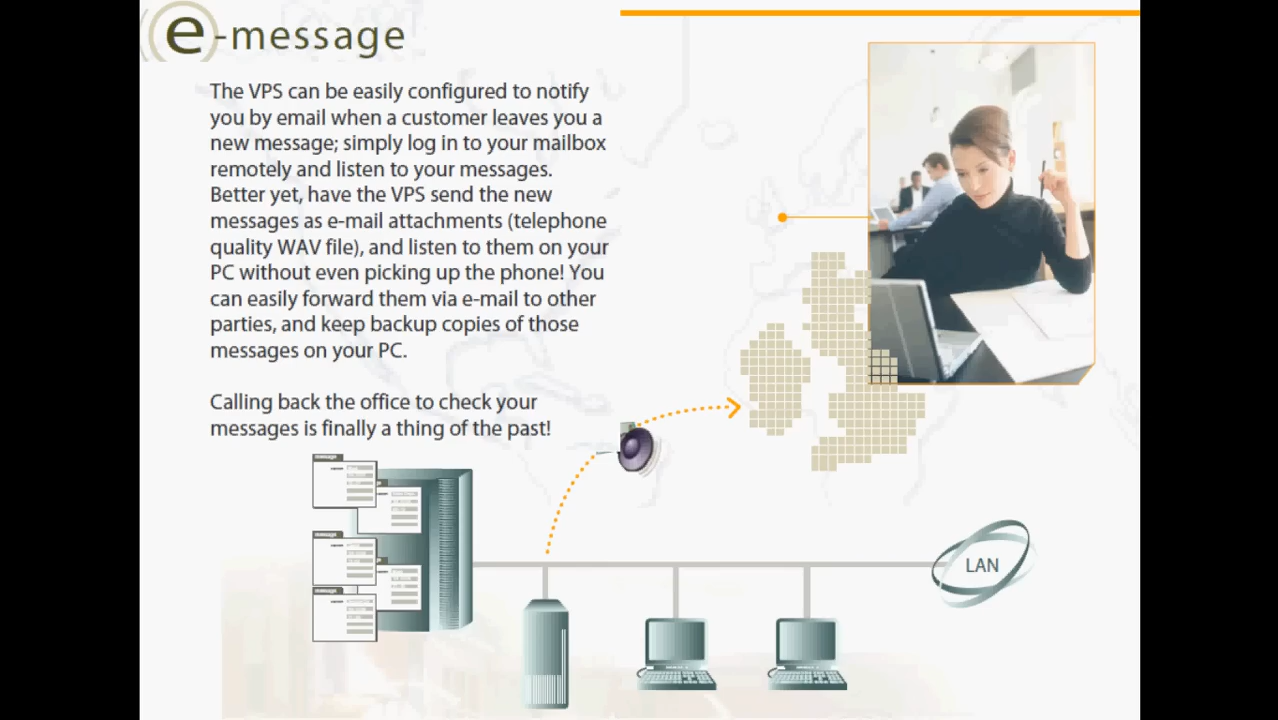 e-message
The VPS can be easily configured to notify
you by email when a customer leaves you a
new message; simply log in to your mailbox
remotely and listen to your messages.
Better yet, have the VPS send the new
messages as e-mail attachments (telephone
quality WAV file), and listen to them on your
PC without even picking up the phone! You
can easily forward them via e-mail to other
parties, and keep backup copies of those
messages on your PC.
Calling back the office to check your
messages is finally a thing of the past!
message
message
message
LAN